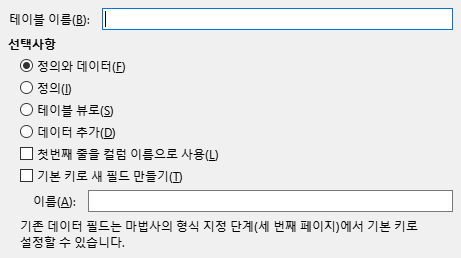 테이블 이름(B):
선택사항
정의와 데이터(F)
정의(I)
테이블 뷰로(S)
데이터 추가(D)
첫번째 줄을 컬럼 이름으로 사용(L)
기본 키로 새 필드 만들기(T)
이름(A):
기존 데이터 필드는 마법사의 형식 지정 단계(세 번째 페이지)에서 기본 키로
설정할 수 있습니다.